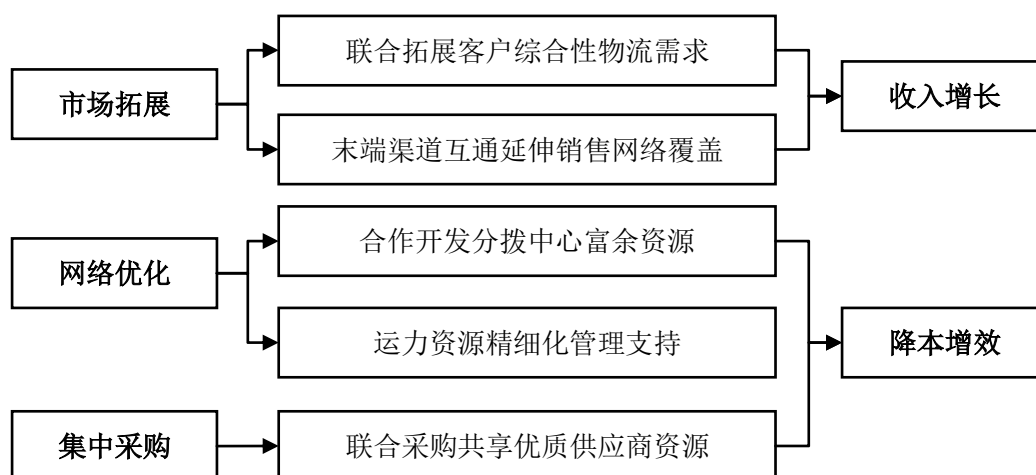 联合拓展客户综合性物流需求
市场拓展
收入增长
末端渠道互通延伸销售网络覆盖
合作开发分拨中心富余资源
网络优化
运力资源精细化管理支持
降本增效
集中采购
联合采购共享优质供应商资源